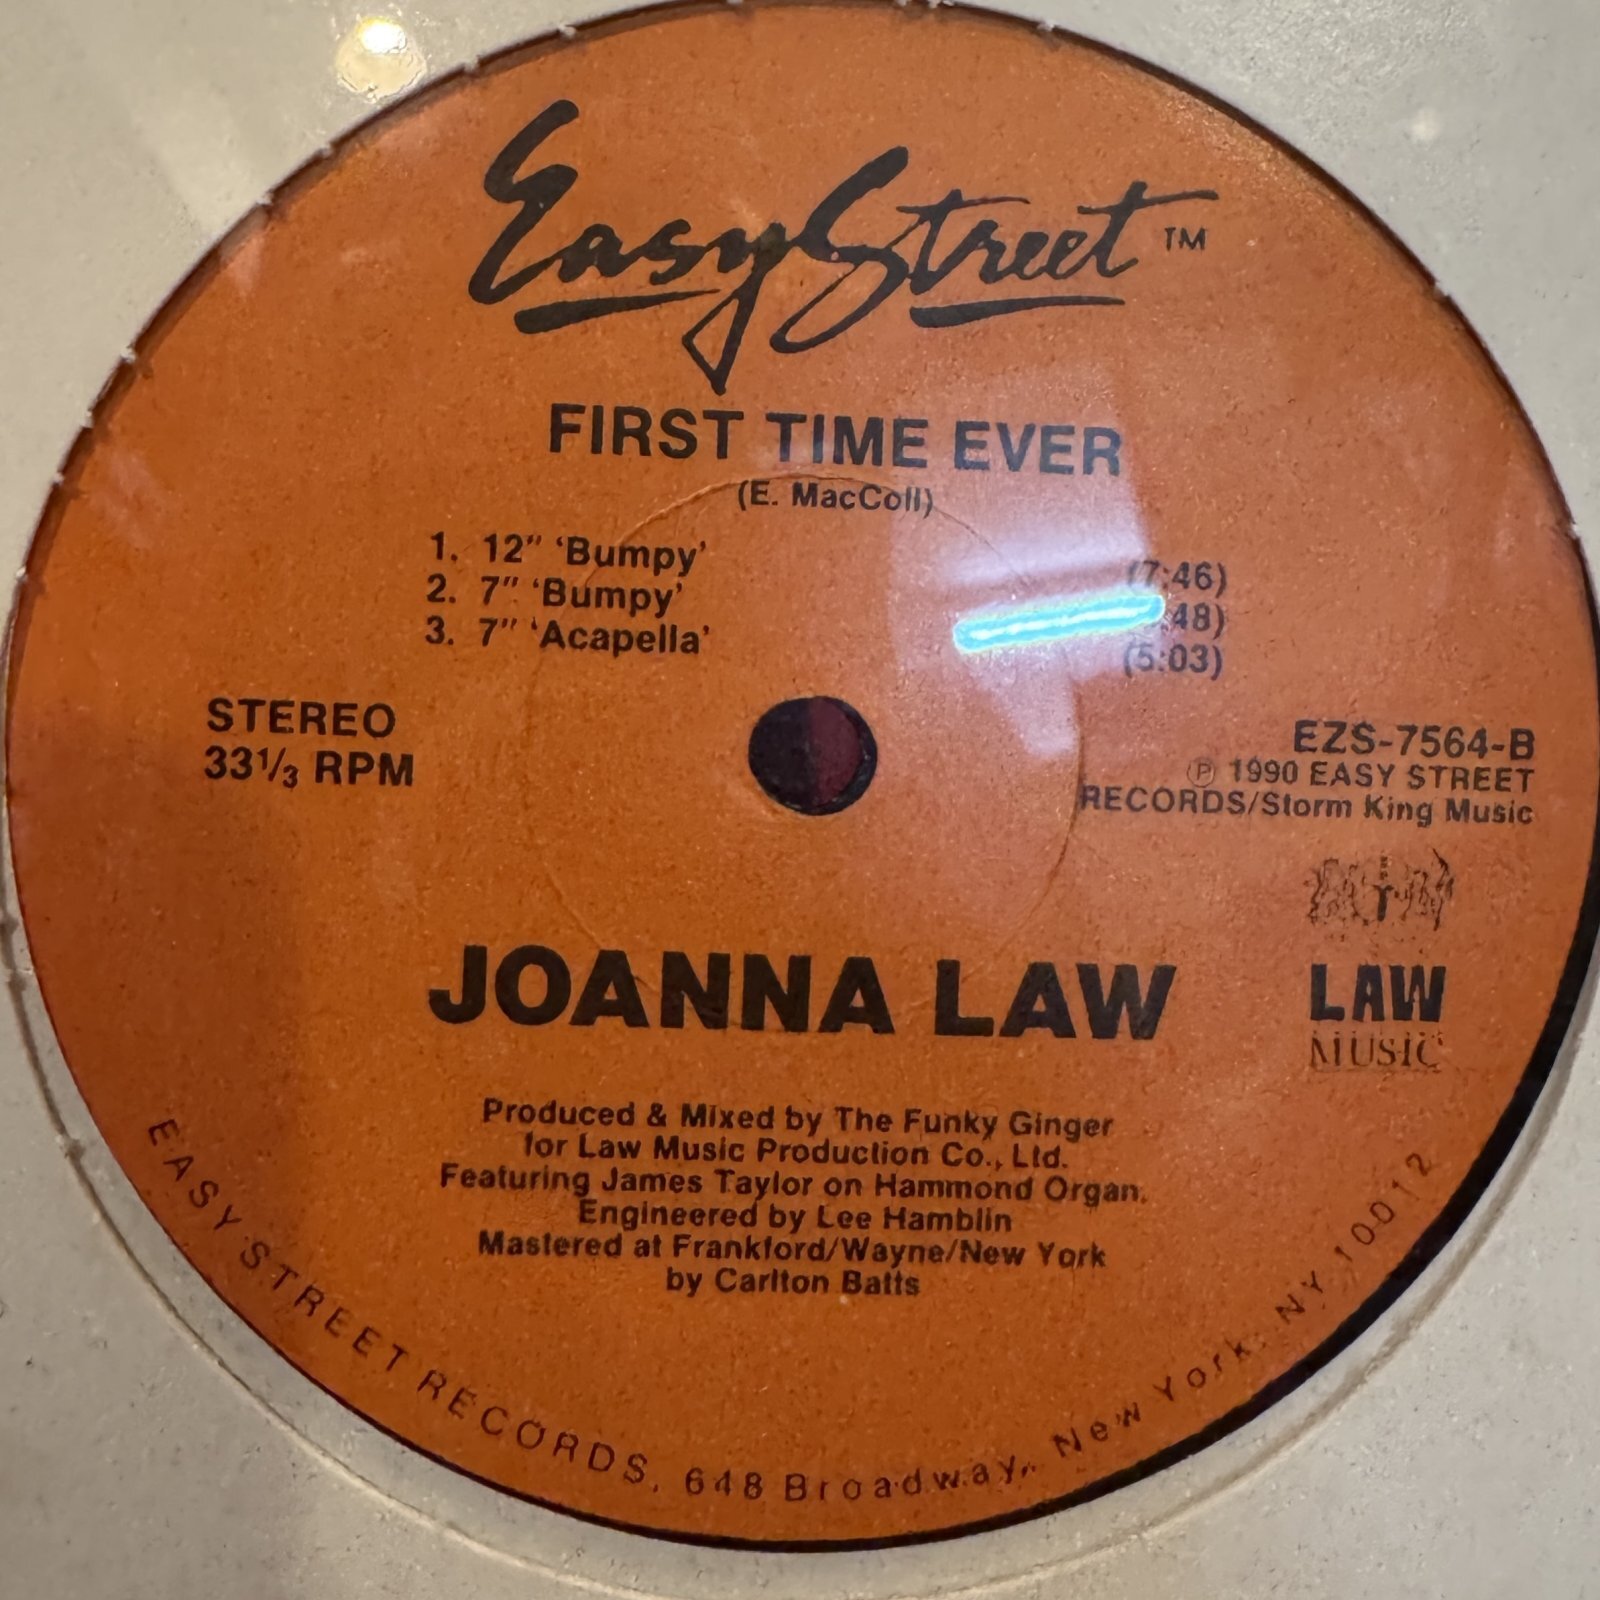 Easy Street TM
FIRST TIME EVER
(E. MacColl)
1. 12" 'Bumpy' (7:46)
2. 7" 'Bumpy' :48)
3. 7" 'Acapella' (5:03)
STEREO
33 1/3 RPM
EZS-7564-B
Ⓟ 1990 EASY STREET
RECORDS/Storm King Music
LAW
MUSIC
JOANNA LAW
Produced & Mixed by The Funky Ginger
for Law Music Production Co., Ltd.
Featuring James Taylor on Hammond Organ.
Engineered by Lee Hamblin
Mastered at Frankford/Wayne/New York
by Carlton Batts
EASY STREET RECORDS, 648 Broadway, New York, NY 10012